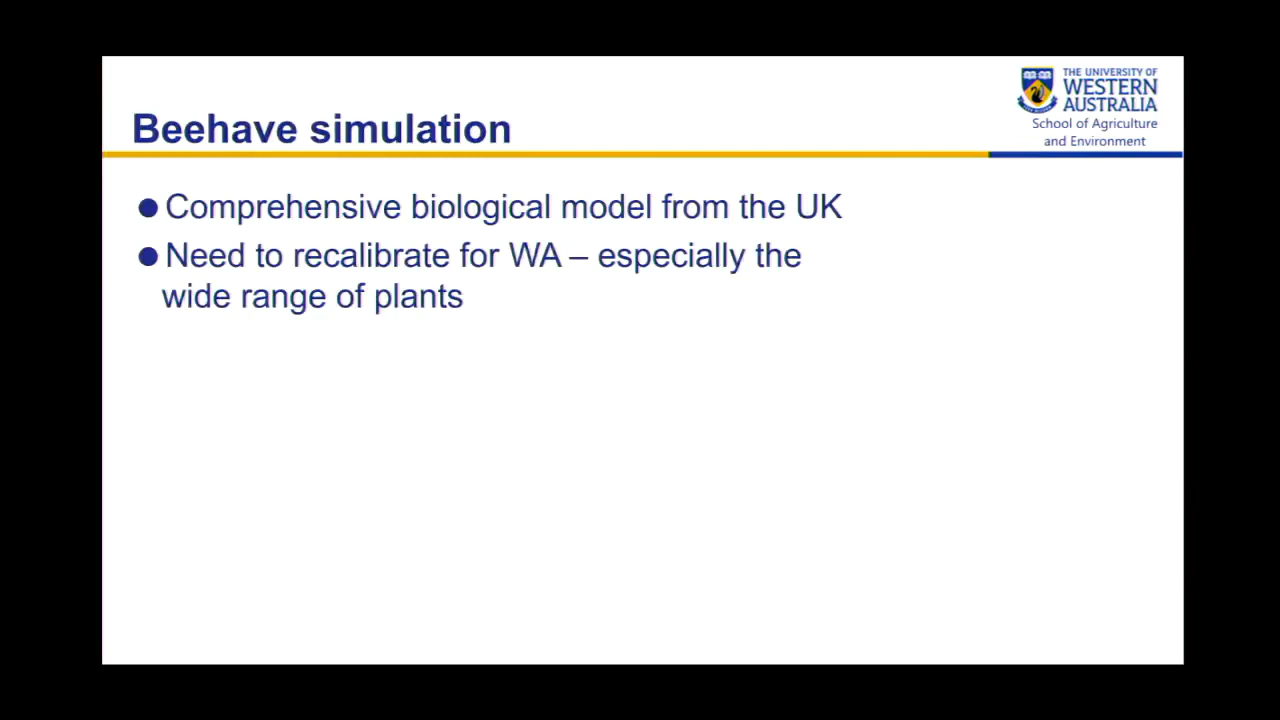 THE UNIVERSITY OF
WESTERN
AUSTRALIA
School of Agriculture
and Environment
Beehave simulation
● Comprehensive biological model from the UK
● Need to recalibrate for WA – especially the
wide range of plants